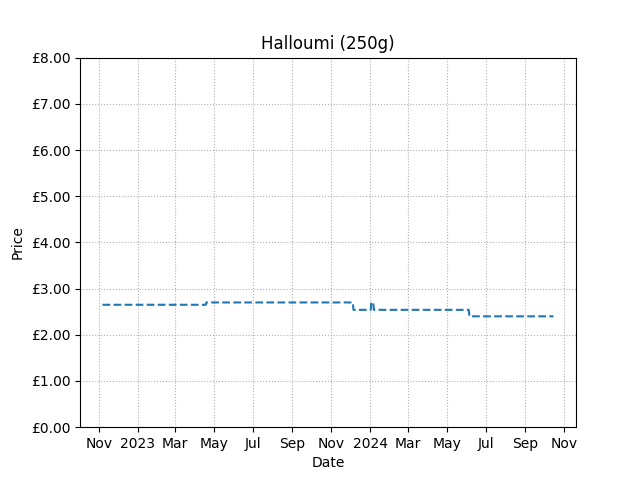 Halloumi (250g)
£8.00
£7.00
£6.00
£5.00
£4.00
£3.00
£2.00
£1.00
£0.00
Price
Nov 2023 Mar May Jul Sep Nov 2024 Mar May Jul Sep Nov
Date